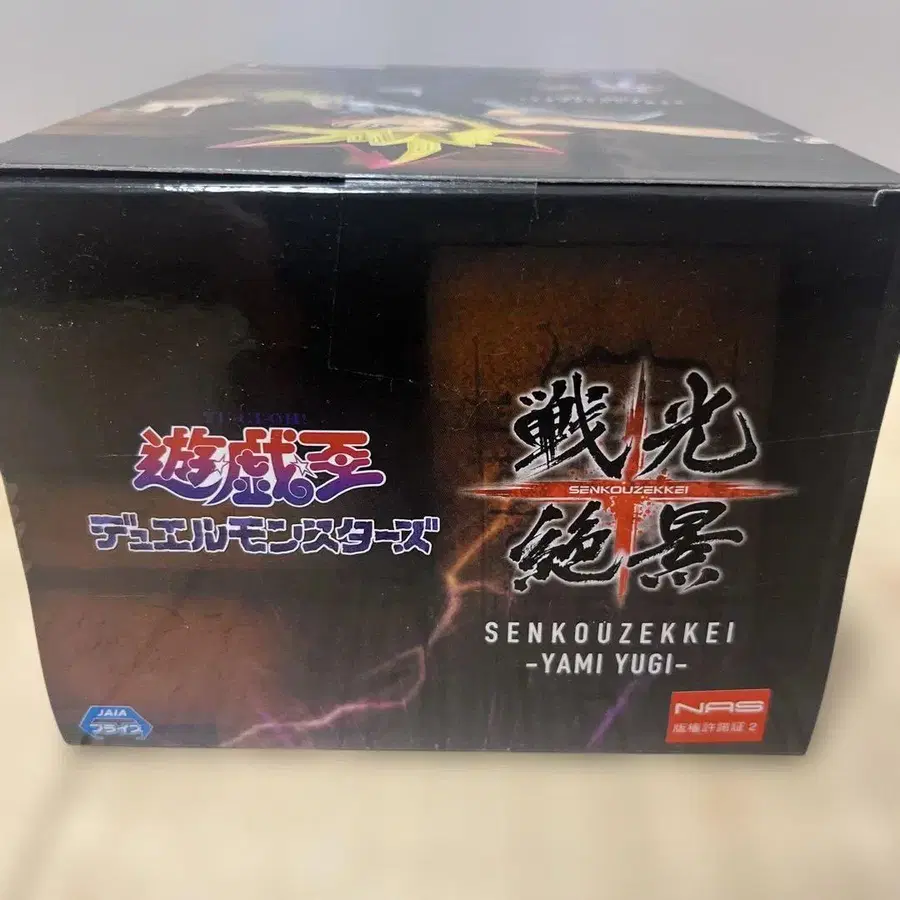 遊☆戯☆王
デュエルモンスターズ
戦光
SENKOUZEKKEI
絶景
SENKOUZEKKEI
-YAMI YUGI-
JAIA
プライズ
NAS
版権許諾証2